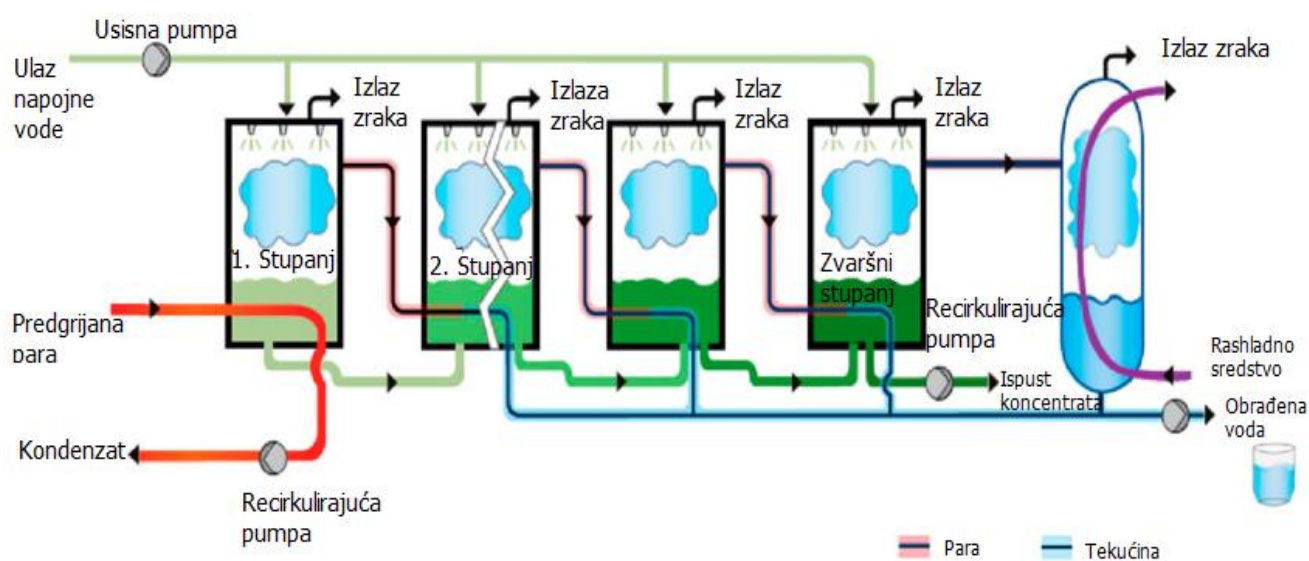 Usisna pumpa
Ulaz
napojne
vode
Izlaz
zraka
Izlaza
zraka
Izlaz
zraka
Izlaz
zraka
Izlaz zraka
1. Stupanj
2. Stupanj
Zvaršni
stupanj
Predgrijana
para
Recirkulirajuća
pumpa
Rashladno
sredstvo
Ispust
koncentrata
Obrađena
voda
Kondenzat
Recirkulirajuća
pumpa
Para
Tekućina